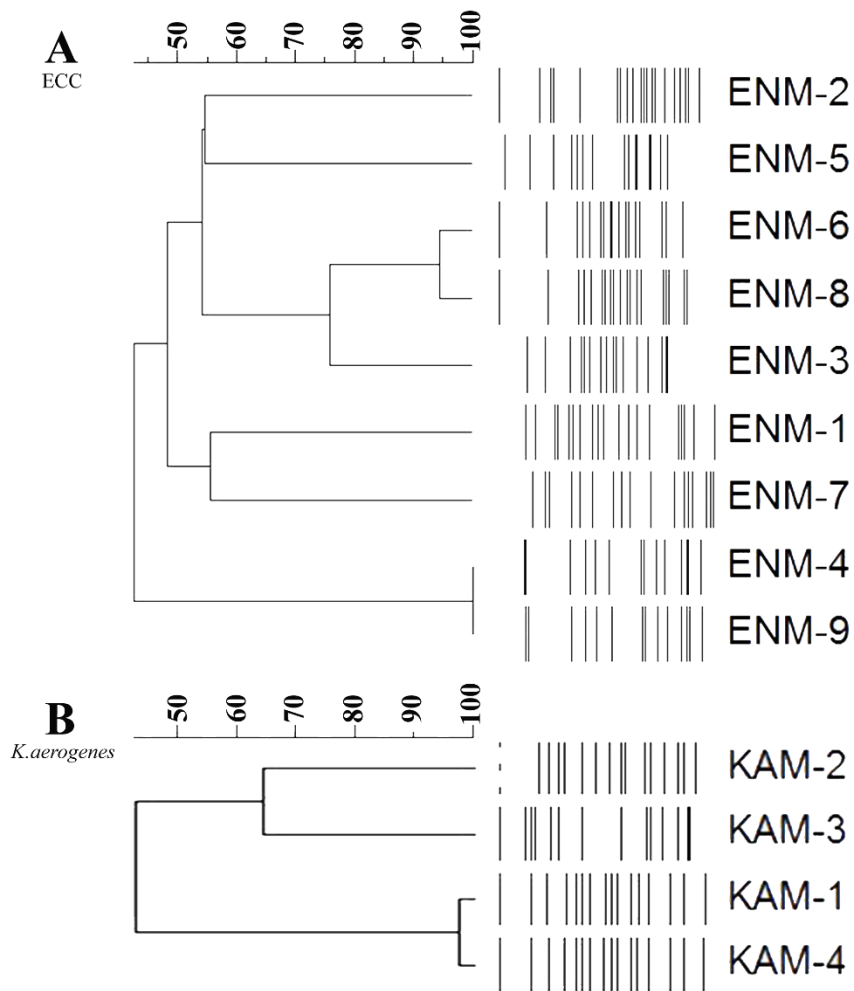 A
ECC
50 60 70 80 90 100
ENM-2
ENM-5
ENM-6
ENM-8
ENM-3
ENM-1
ENM-7
ENM-4
ENM-9
B
K.aerogenes
50 60 70 80 90 100
KAM-2
KAM-3
KAM-1
KAM-4